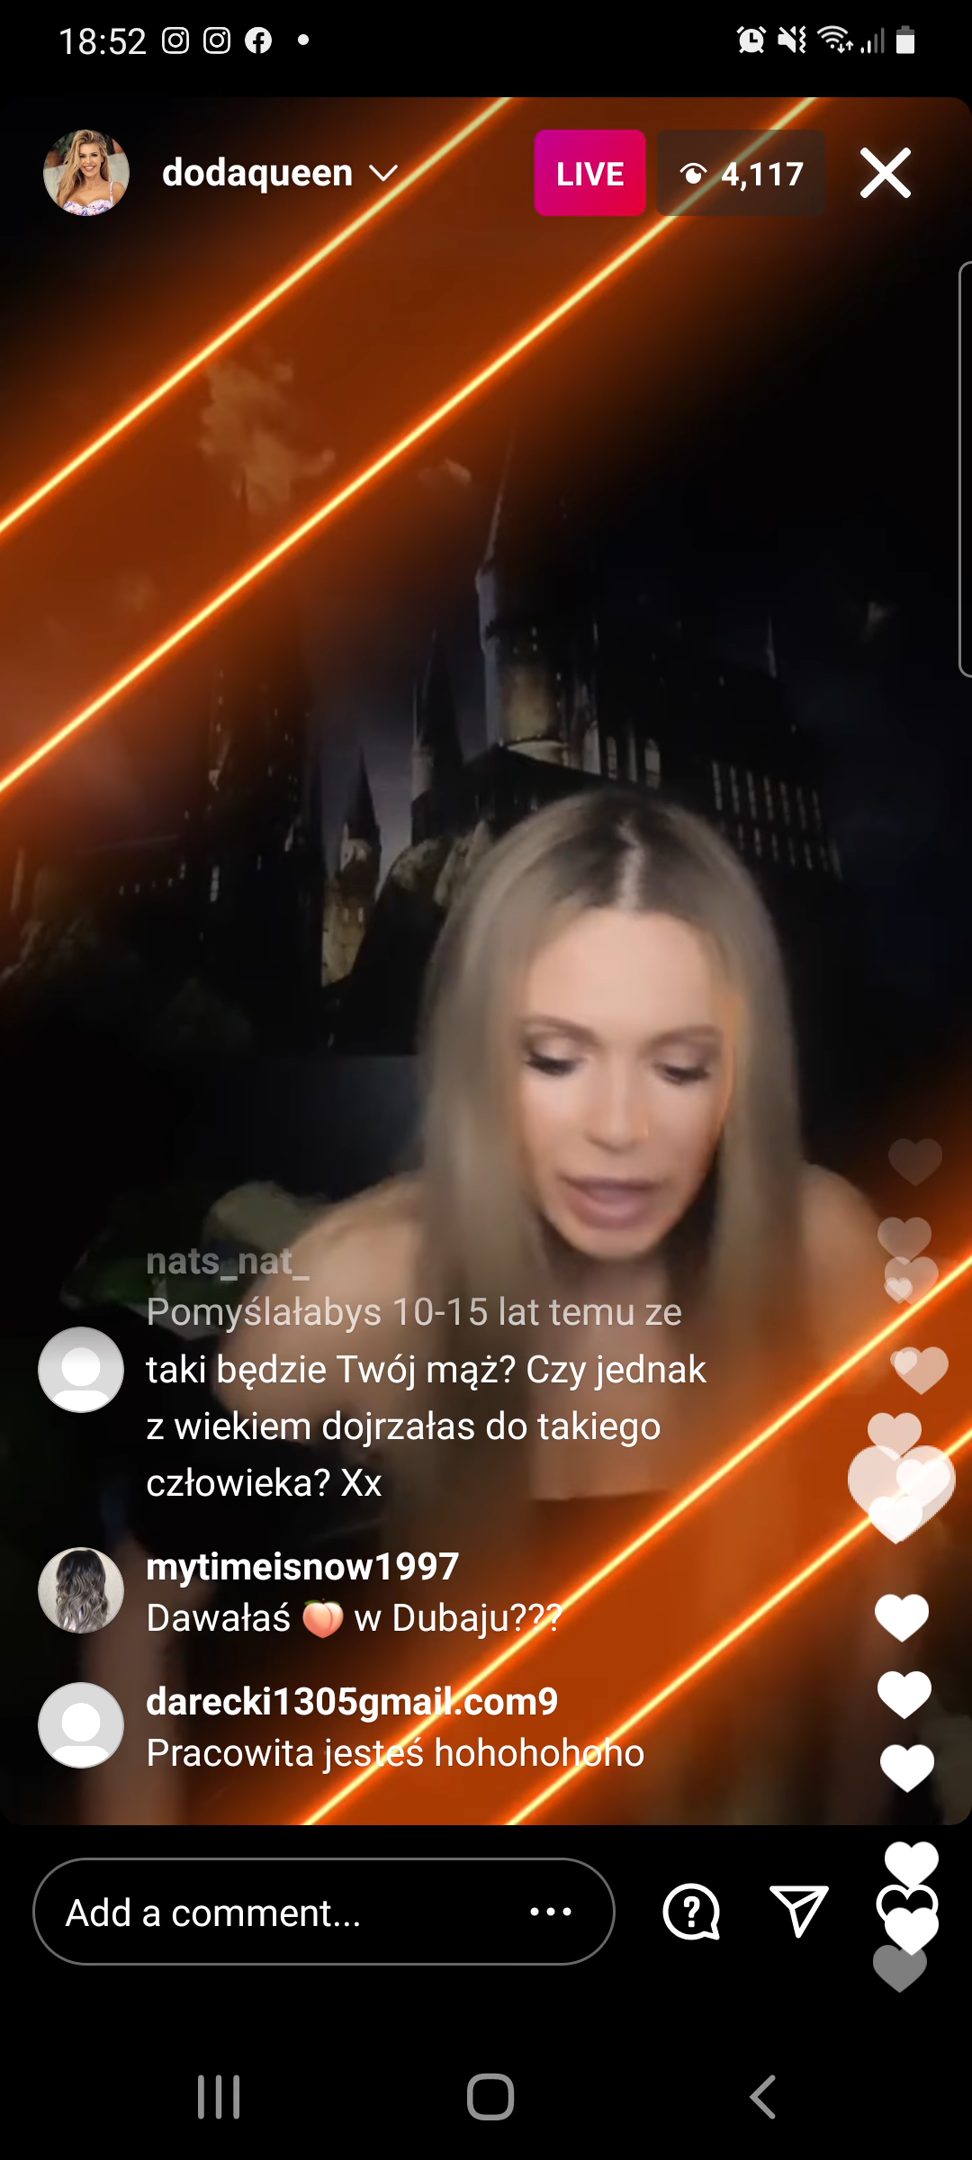 18:52
dodaqueen
LIVE
4,117
nats_nat_
Pomyślałabys 10-15 lat temu ze
taki będzie Twój mąż? Czy jednak
z wiekiem dojrzałas do takiego
człowieka? Xx
mytimeisnow1997
Dawałaś 🍑 w Dubaju???
darecki1305gmail.com9
Pracowita jesteś hohohohoho
Add a comment...